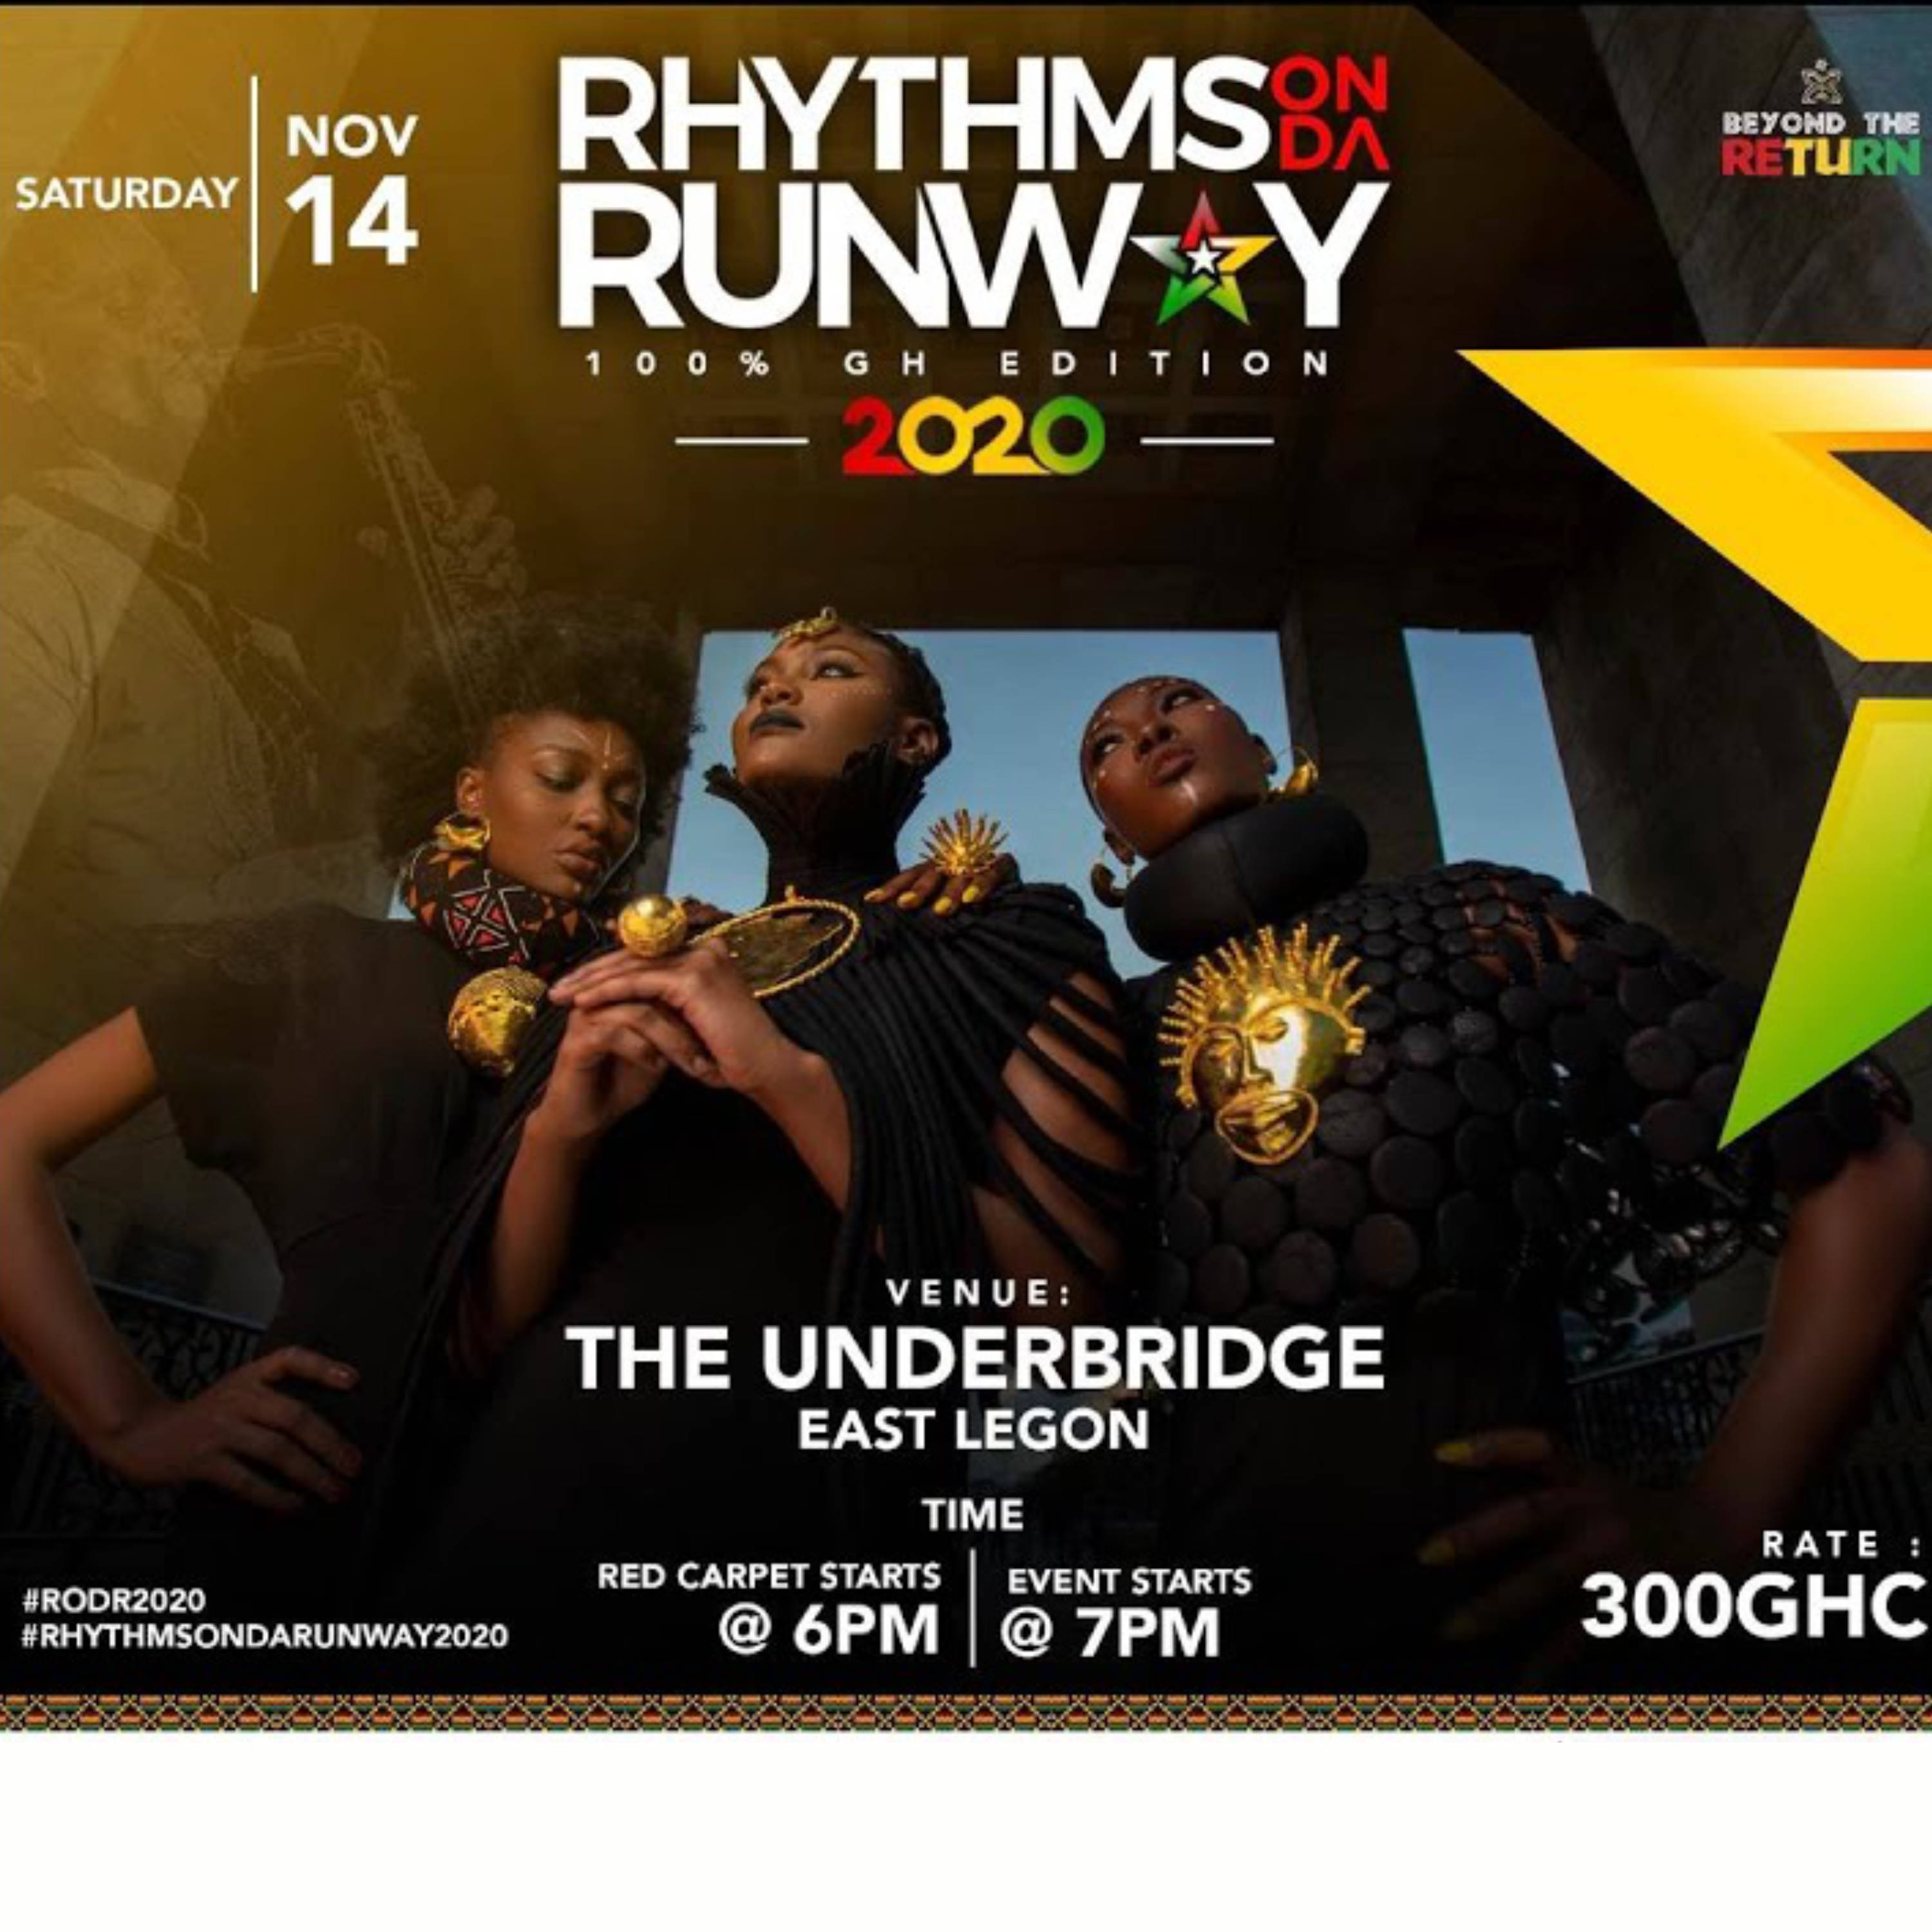 SATURDAY
NOV
14
RHYTHMS ON
DA
RUNWAY
100% GH EDITION
2020
BEYOND THE
RETURN
VENUE:
THE UNDERBRIDGE
EAST LEGON
TIME
RED CARPET STARTS
@ 6PM
EVENT STARTS
@ 7PM
RATE :
300GHC
#RODR2020
#RHYTHMSONDARUNWAY2020